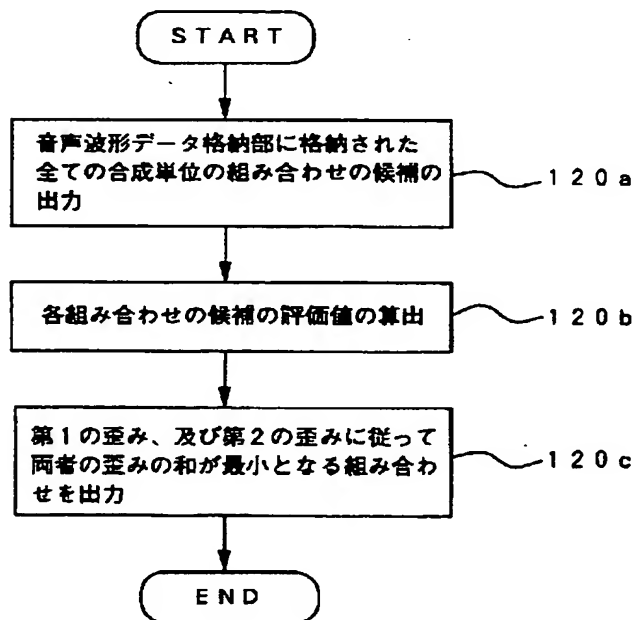 START
音声波形データ格納部に格納された
全ての合成単位の組み合わせの候補の
出力
120a
各組み合わせの候補の評価値の算出
120b
第1の歪み、及び第2の歪みに従って
両者の歪みの和が最小となる組み合わ
せを出力
120c
END